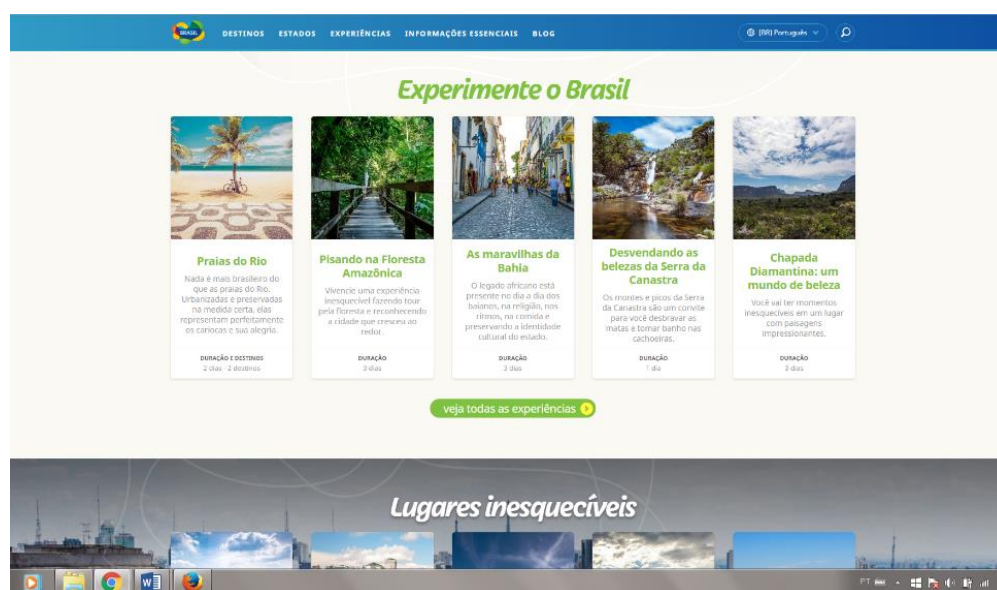 BRASIL
DESTINOS ESTADOS EXPERIÊNCIAS INFORMAÇÕES ESSENCIAIS BLOG
[BR] Português
Experimente o Brasil
Praias do Rio
Nada é mais brasileiro do
que as praias do Rio.
Urbanizadas e preservadas
na medida certa, elas
representam perfeitamente
os cariocas e sua alegria.
DURAÇÃO E DESTINOS
2 dias · 2 destinos
Pisando na Floresta
Amazônica
Vivencie uma experiência
inesquecível fazendo tour
pela floresta e reconhecendo
a cidade que cresceu ao
redor.
DURAÇÃO
3 dias
As maravilhas da
Bahia
O legado africano está
presente no dia a dia dos
baianos, na religião, nos
ritmos, na comida e
preservando a identidade
cultural do estado.
DURAÇÃO
3 dias
Desvendando as
belezas da Serra da
Canastra
Os montes e picos da Serra
da Canastra são um convite
para você desbravar as
matas e tomar banho nas
cachoeiras.
DURAÇÃO
1 dia
Chapada
Diamantina: um
mundo de beleza
Você vai ter momentos
inesquecíveis em um lugar
com paisagens
impressionantes.
DURAÇÃO
3 dias
veja todas as experiências
Lugares inesquecíveis
PT